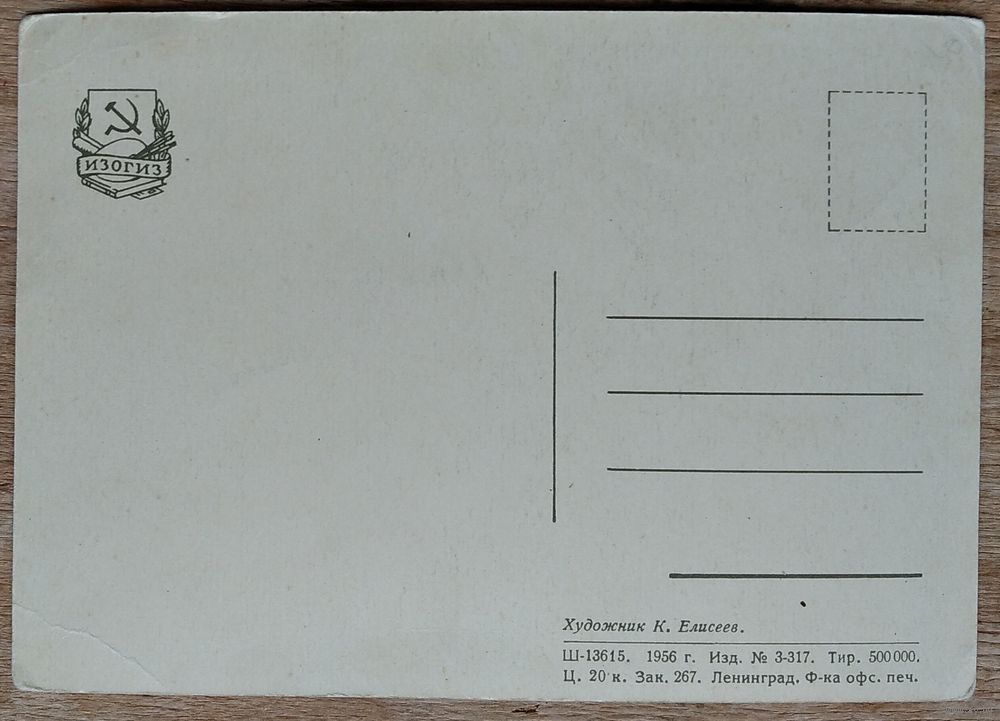 ИЗОГИЗ
Художник К. Елисеев.
Ш-13615. 1956 г. Изд. № 3-317. Тир. 500 000.
Ц. 20 к. Зак. 267. Ленинград. Ф-ка офс. печ.